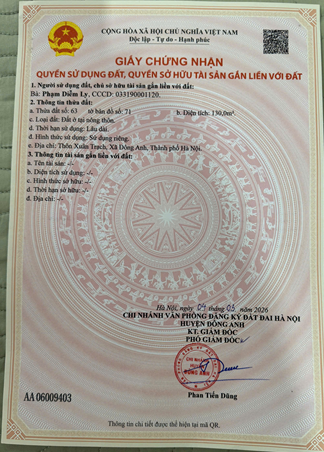 CỘNG HÒA XÃ HỘI CHỦ NGHĨA VIỆT NAM
Độc lập - Tự do - Hạnh phúc
GIẤY CHỨNG NHẬN
QUYỀN SỬ DỤNG ĐẤT, QUYỀN SỞ HỮU TÀI SẢN GẮN LIỀN VỚI ĐẤT
1. Người sử dụng đất, chủ sở hữu tài sản gắn liền với đất:
Bà: Phạm Diễm Ly, CCCD: 033190001120.
2. Thông tin thửa đất:
a. Thửa đất số: 63 tờ bản đồ số: 71 b. Diện tích: 130,0m².
c. Loại đất: Đất ở tại nông thôn.
d. Thời hạn sử dụng: Lâu dài.
đ. Hình thức sử dụng: Sử dụng riêng.
e. Địa chỉ: Thôn Xuân Trạch, Xã Đông Anh, Thành phố Hà Nội.
3. Thông tin tài sản gắn liền với đất:
a. Tên tài sản: -/-
b. Diện tích sử dụng: -/-
c. Hình thức sở hữu: -/-
d. Thời hạn sở hữu: -/-
đ. Địa chỉ: -/-
Hà Nội, ngày 04 tháng 03 năm 2026
CHI NHÁNH VĂN PHÒNG ĐĂNG KÝ ĐẤT ĐAI HÀ NỘI
HUYỆN ĐÔNG ANH
KT. GIÁM ĐỐC
PHÓ GIÁM ĐỐC
CHI NHÁNH
ĐÔNG ANH
Phan Tiến Dũng
AA 06009403
Thông tin chi tiết được thể hiện tại mã QR.